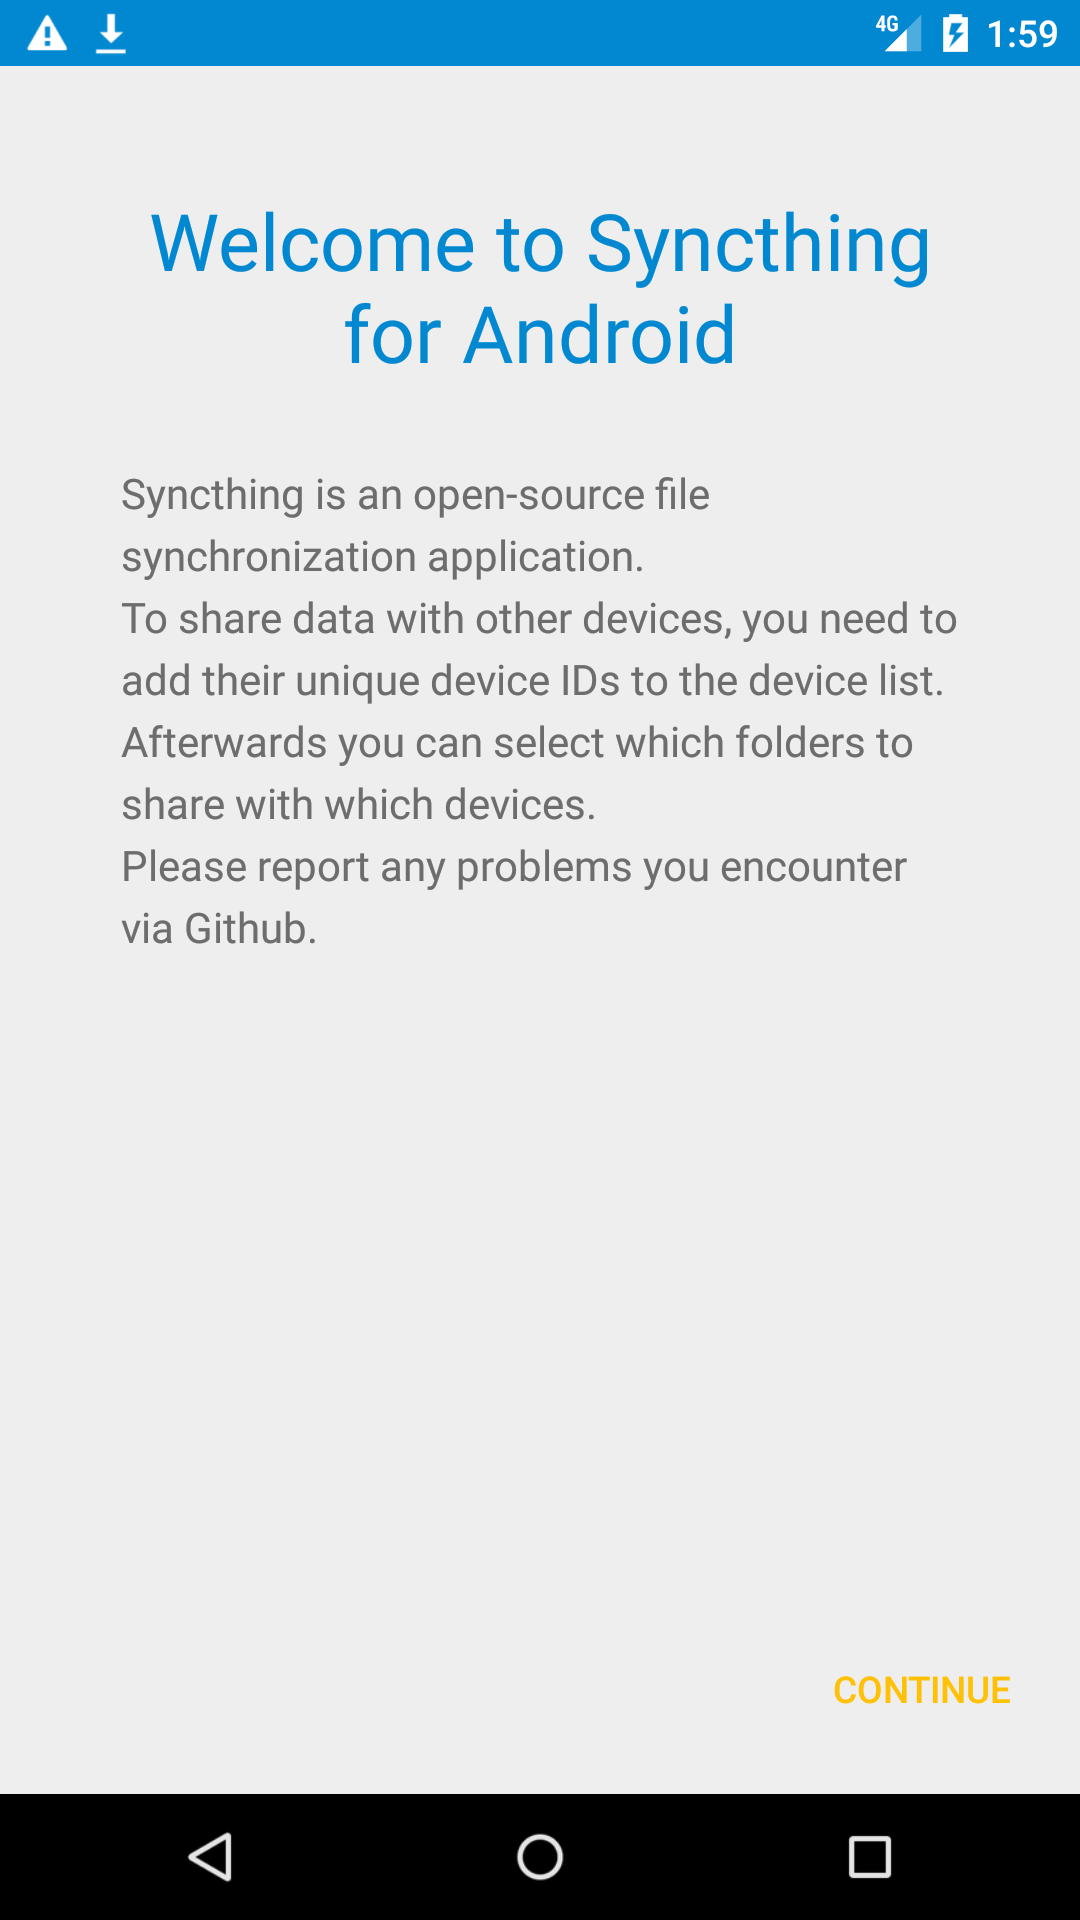 4G 1:59
Welcome to Syncthing
for Android
Syncthing is an open-source file
synchronization application.
To share data with other devices, you need to
add their unique device IDs to the device list.
Afterwards you can select which folders to
share with which devices.
Please report any problems you encounter
via Github.
CONTINUE